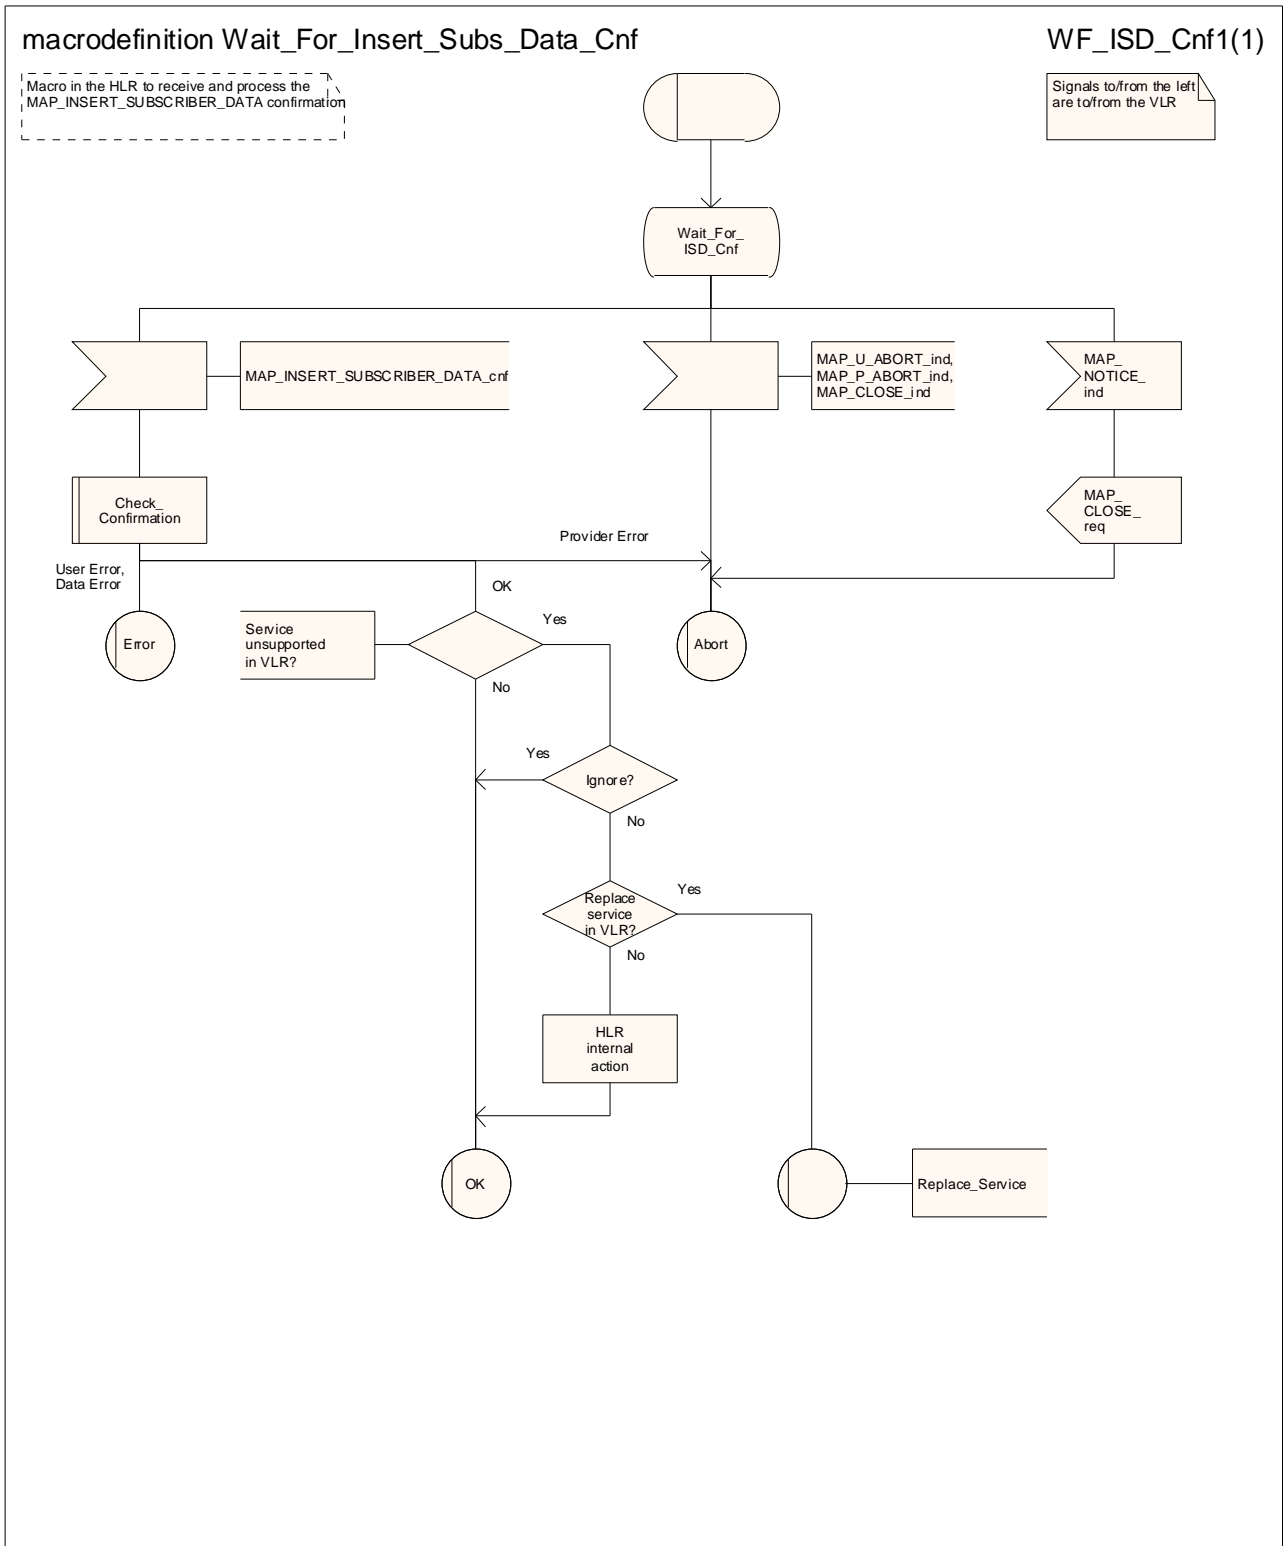 macrodefinition Wait_For_Insert_Subs_Data_Cnf
WF_ISD_Cnf1(1)
Macro in the HLR to receive and process the
MAP_INSERT_SUBSCRIBER_DATA confirmation
Signals to/from the left
are to/from the VLR
Wait_For_
ISD_Cnf
MAP_INSERT_SUBSCRIBER_DATA_cnf
MAP_U_ABORT_ind,
MAP_P_ABORT_ind,
MAP_CLOSE_ind
MAP_
NOTICE_
ind
Check_
Confirmation
MAP_
CLOSE_
req
Provider Error
User Error,
Data Error
OK
Error
Service
unsupported
in VLR?
Yes
Abort
No
Yes
Ignore?
No
Replace
service
in VLR?
Yes
No
HLR
internal
action
OK
Replace_Service